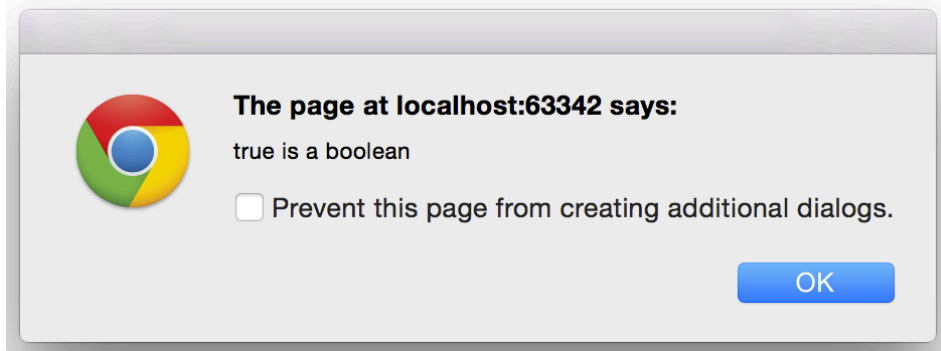 The page at localhost:63342 says:
true is a boolean
Prevent this page from creating additional dialogs.
OK